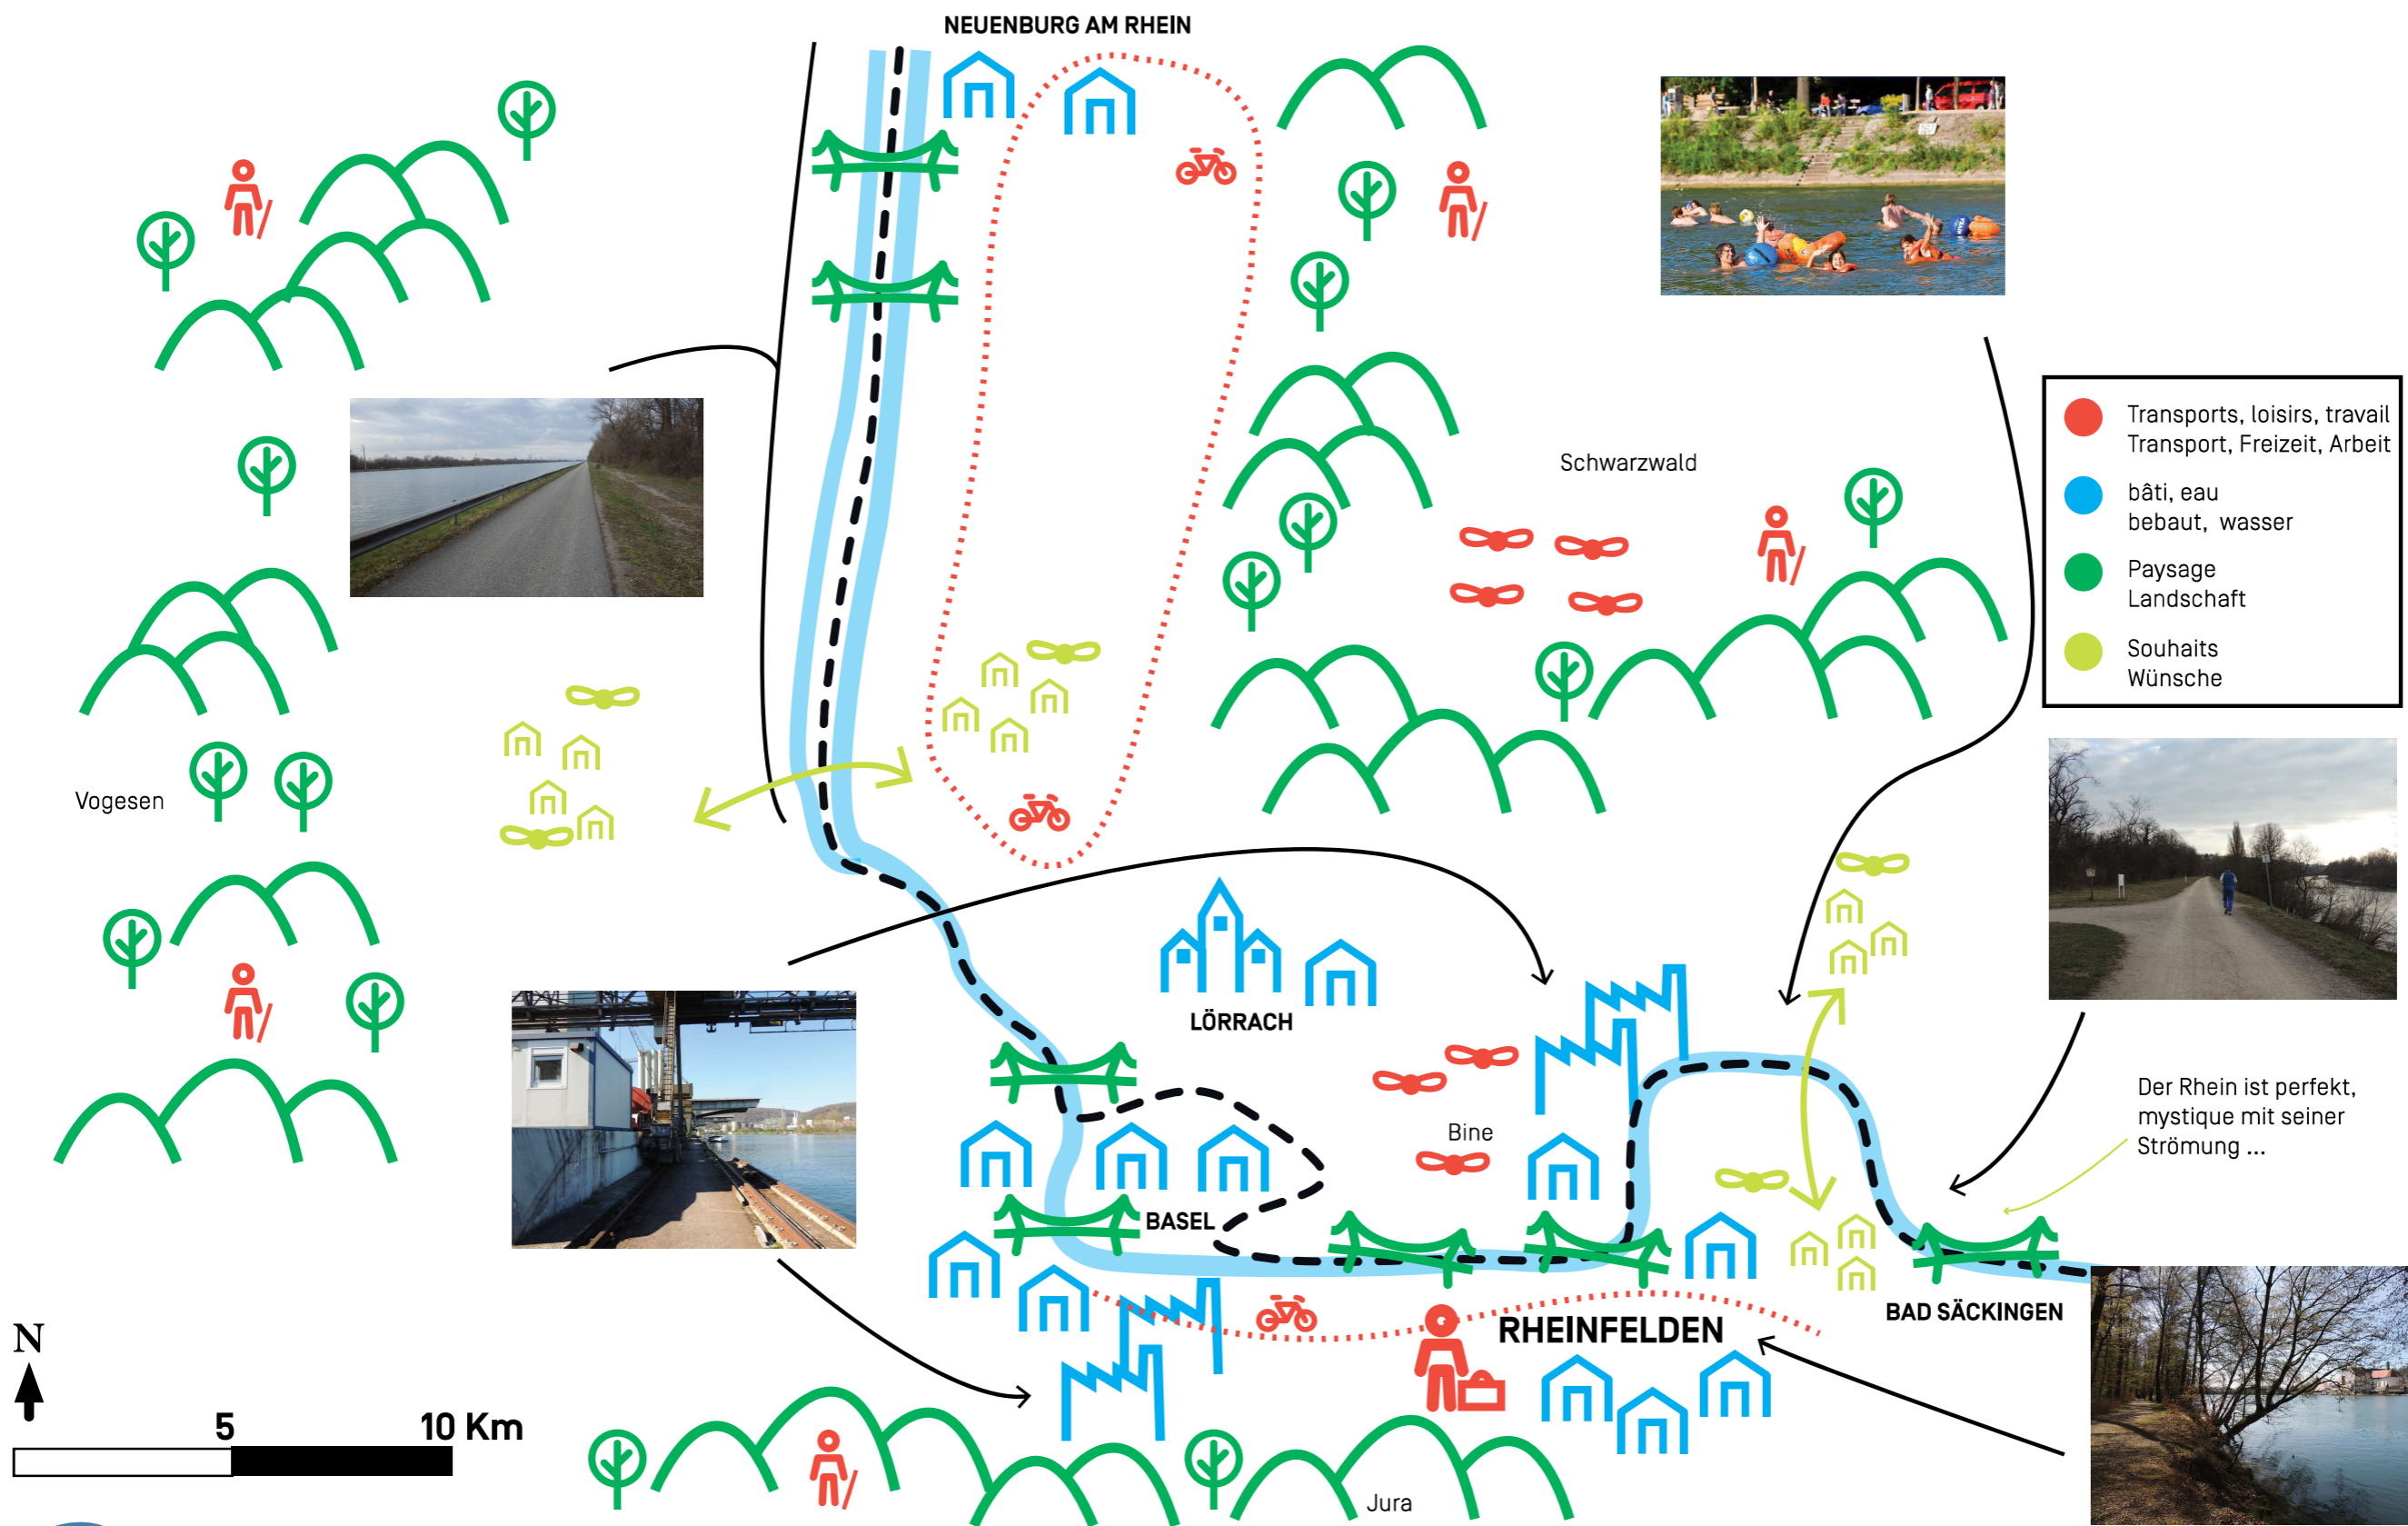 NEUENBURG AM RHEIN
Schwarzwald
Transports, loisirs, travail
Transport, Freizeit, Arbeit
bâti, eau
bebaut, wasser
Paysage
Landschaft
Souhaits
Wünsche
Vogesen
LÖRRACH
Der Rhein ist perfekt,
mystique mit seiner
Strömung ...
Bine
BASEL
BAD SÄCKINGEN
RHEINFELDEN
N
5
10 Km
Jura